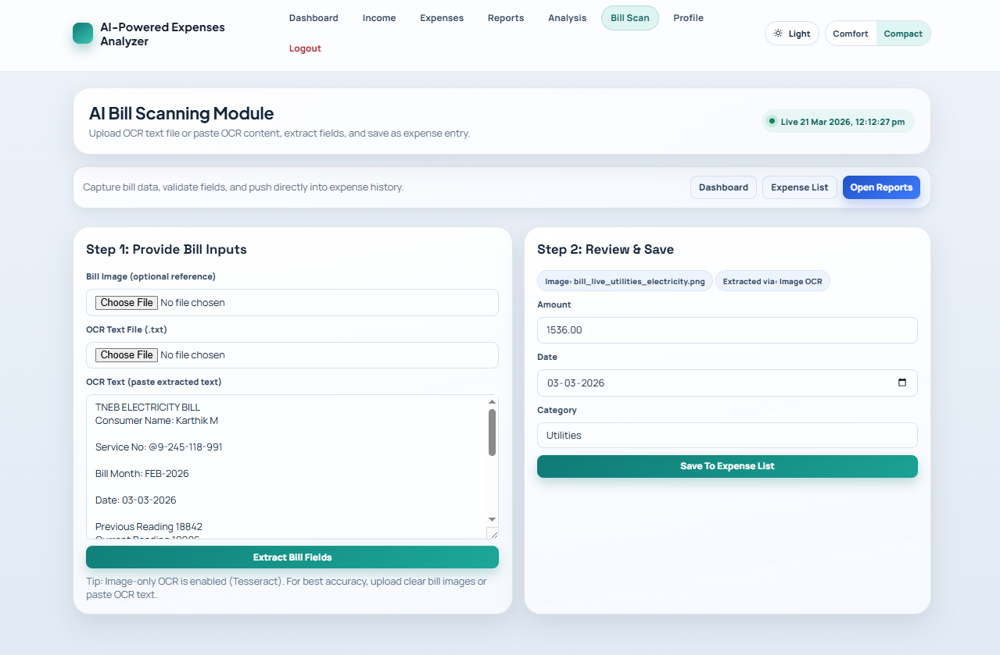 AI-Powered Expenses
Analyzer
Dashboard
Income
Expenses
Reports
Analysis
Bill Scan
Profile
Logout
Light
Comfort
Compact
AI Bill Scanning Module
Upload OCR text file or paste OCR content, extract fields, and save as expense entry.
Live 21 Mar 2026, 12:12:27 pm
Capture bill data, validate fields, and push directly into expense history.
Dashboard
Expense List
Open Reports
Step 1: Provide Bill Inputs
Bill Image (optional reference)
Choose File No file chosen
OCR Text File (.txt)
Choose File No file chosen
OCR Text (paste extracted text)
TNEB ELECTRICITY BILL
Consumer Name: Karthik M
Service No: @9-245-118-991
Bill Month: FEB-2026
Date: 03-03-2026
Previous Reading 18842
Extract Bill Fields
Tip: Image-only OCR is enabled (Tesseract). For best accuracy, upload clear bill images or
paste OCR text.
Step 2: Review & Save
Image: bill_live_utilities_electricity.png
Extracted via: Image OCR
Amount
1536.00
Date
03-03-2026
Category
Utilities
Save To Expense List